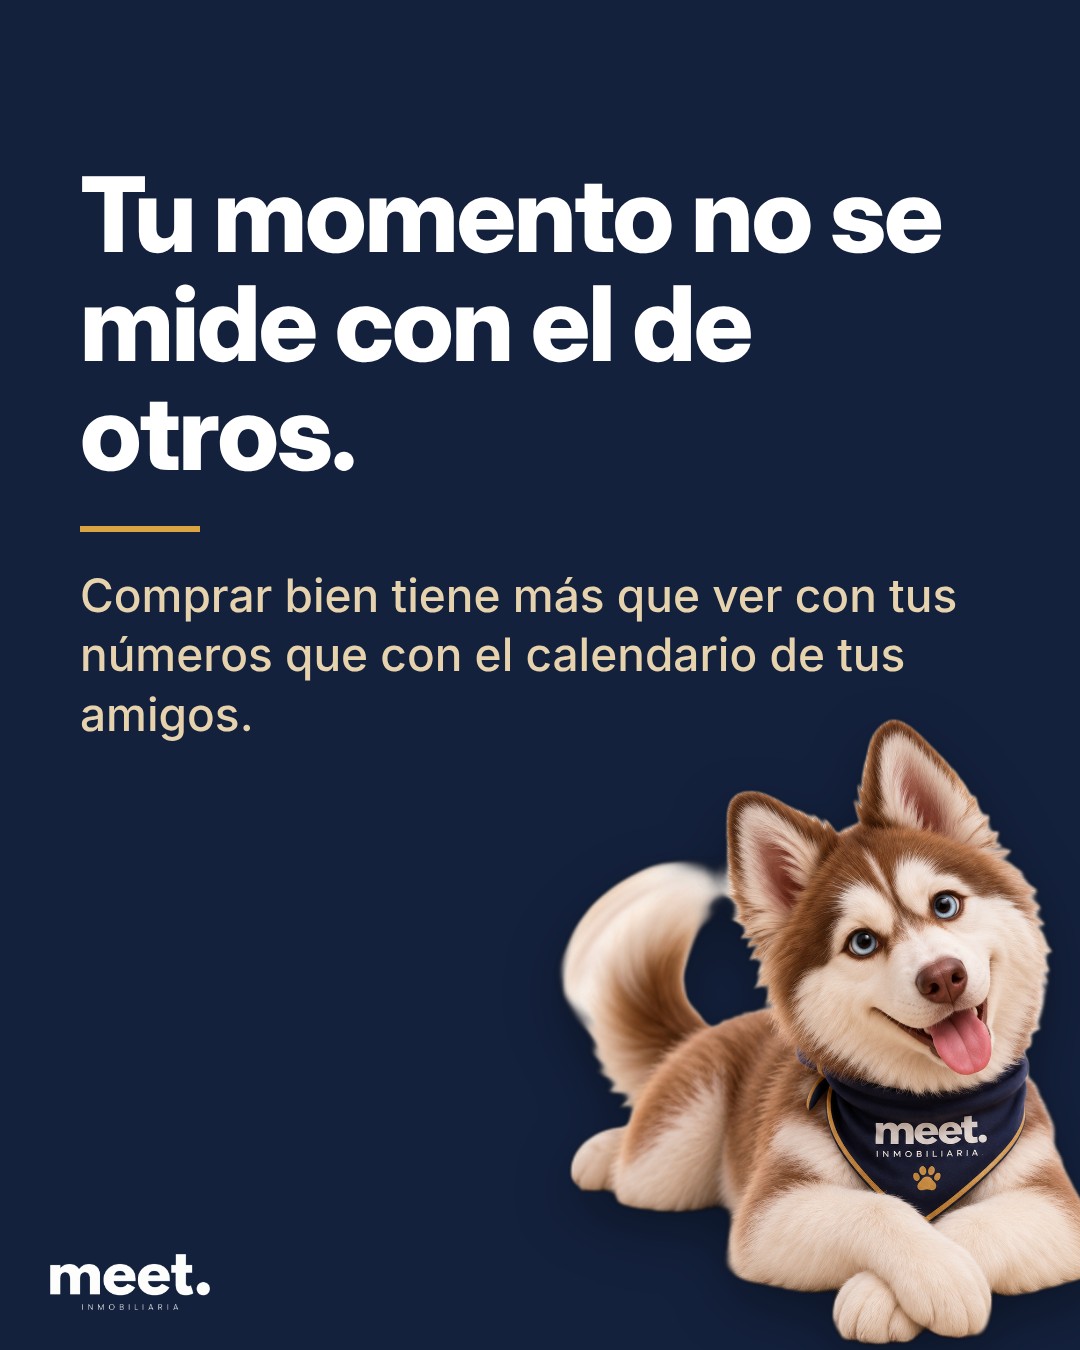 Tu momento no se
mide con el de
otros.
Comprar bien tiene más que ver con tus
números que con el calendario de tus
amigos.
meet.
INMOBILIARIA
meet.
INMOBILIARIA